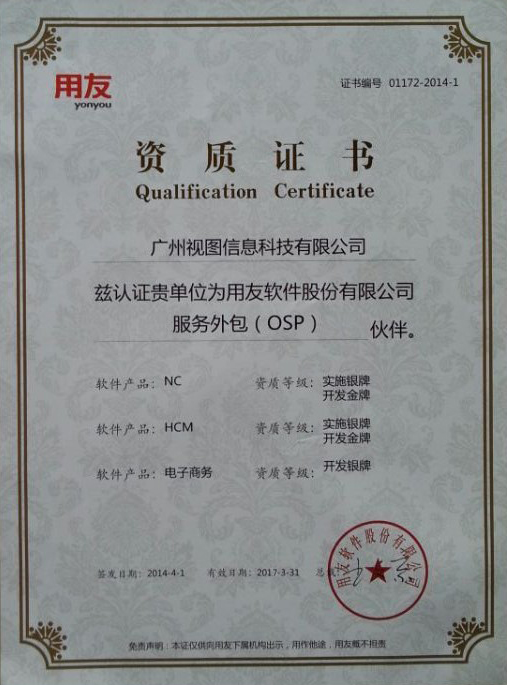 用友
yonyou
证书编号 01172-2014-1
资质证书
Qualification Certificate
广州视图信息科技有限公司
兹认证贵单位为用友软件股份有限公司
服务外包(OSP) 伙伴。
软件产品: NC 资质等级: 实施银牌
开发金牌
软件产品: HCM 资质等级: 实施银牌
开发金牌
软件产品: 电子商务 资质等级: 开发银牌
签发日期: 2014-4-1 有效日期: 2017-3-31 总裁
用友软件股份有限公司
免责声明:本证仅供向用友下属机构出示,用作他途,用友概不担责